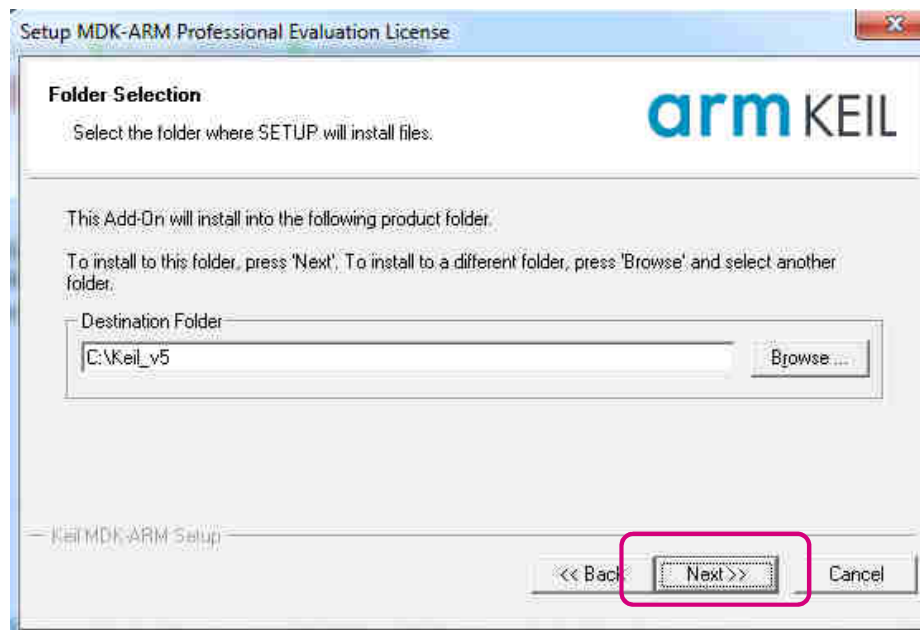 Setup MDK-ARM Professional Evaluation License
Folder Selection
Select the folder where SETUP will install files.
arm KEIL
This Add-On will install into the following product folder.
To install to this folder, press 'Next'. To install to a different folder, press 'Browse' and select another
folder.
Destination Folder
C:\Keil_v5
Browse ...
Keil MDK-ARM Setup
<< Back
Next >>
Cancel